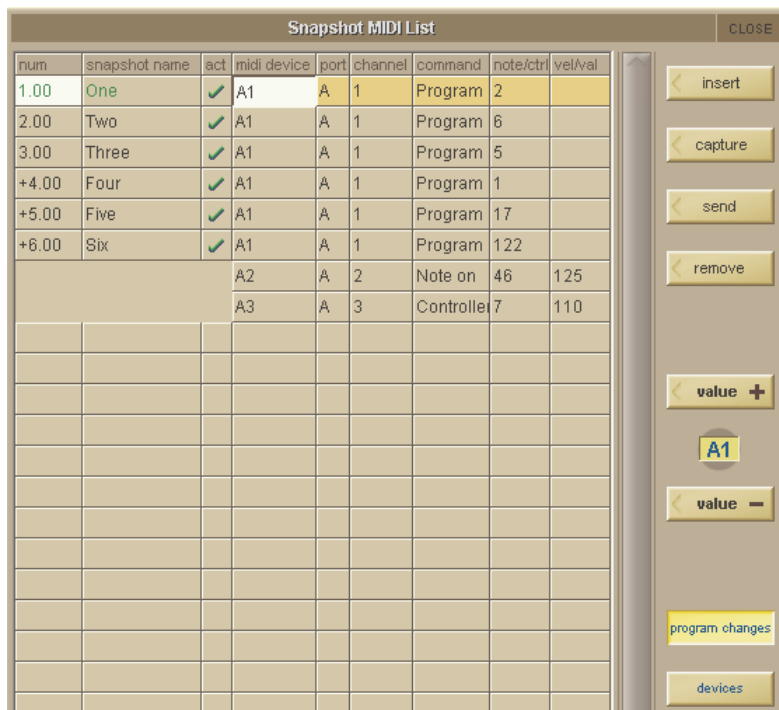 Snapshot MIDI List CLOSE
num snapshot name act midi device port channel command note/ctrl vel/val
1.00 One A1 A 1 Program 2
2.00 Two A1 A 1 Program 6
3.00 Three A1 A 1 Program 5
+4.00 Four A1 A 1 Program 1
+5.00 Five A1 A 1 Program 17
+6.00 Six A1 A 1 Program 122
A2 A 2 Note on 46 125
A3 A 3 Controller 7 110
insert
capture
send
remove
value +
A1
value −
program changes
devices